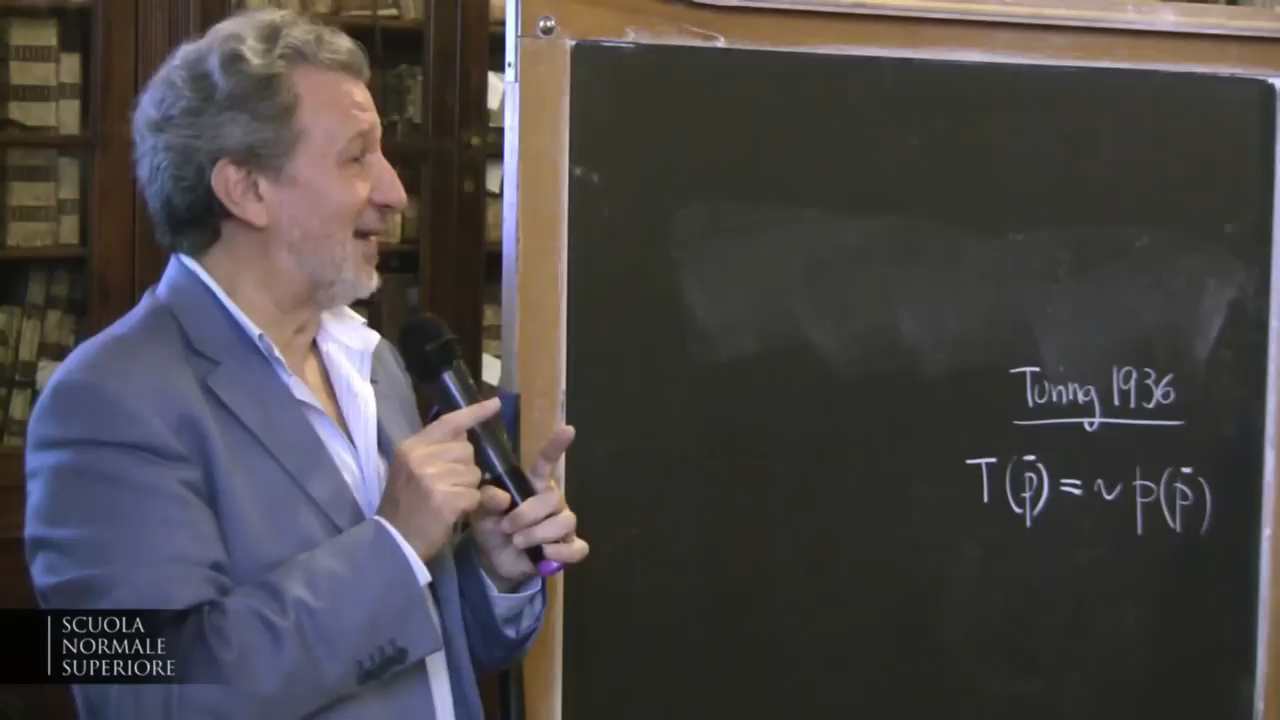 Turing 1936
T(p̄) = ~ p(p̄)
SCUOLA
NORMALE
SUPERIORE